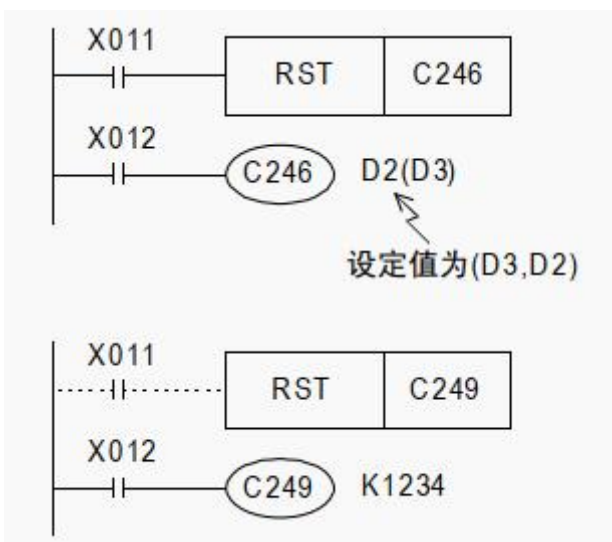 X011
RST C246
X012
C246 D2(D3)
设定值为(D3,D2)
X011
RST C249
X012
C249 K1234